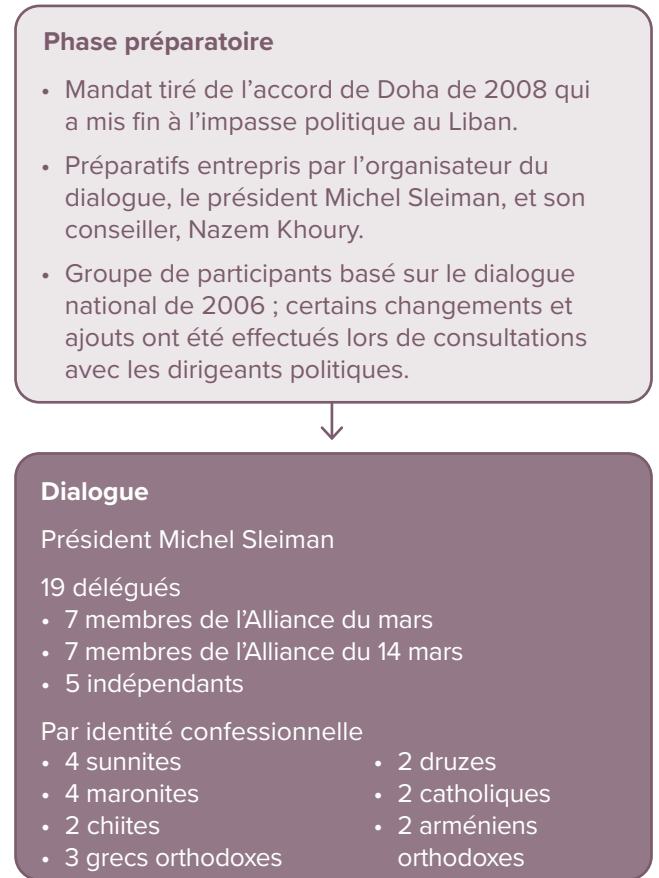 Phase préparatoire
• Mandat tiré de l’accord de Doha de 2008 qui
a mis fin à l’impasse politique au Liban.
• Préparatifs entrepris par l’organisateur du
dialogue, le président Michel Sleiman, et son
conseiller, Nazem Khoury.
• Groupe de participants basé sur le dialogue
national de 2006 ; certains changements et
ajouts ont été effectués lors de consultations
avec les dirigeants politiques.
Dialogue
Président Michel Sleiman
19 délégués
• 7 membres de l’Alliance du mars
• 7 membres de l’Alliance du 14 mars
• 5 indépendants
Par identité confessionnelle
• 4 sunnites
• 4 maronites
• 2 chiites
• 3 grecs orthodoxes
• 2 druzes
• 2 catholiques
• 2 arméniens
orthodoxes